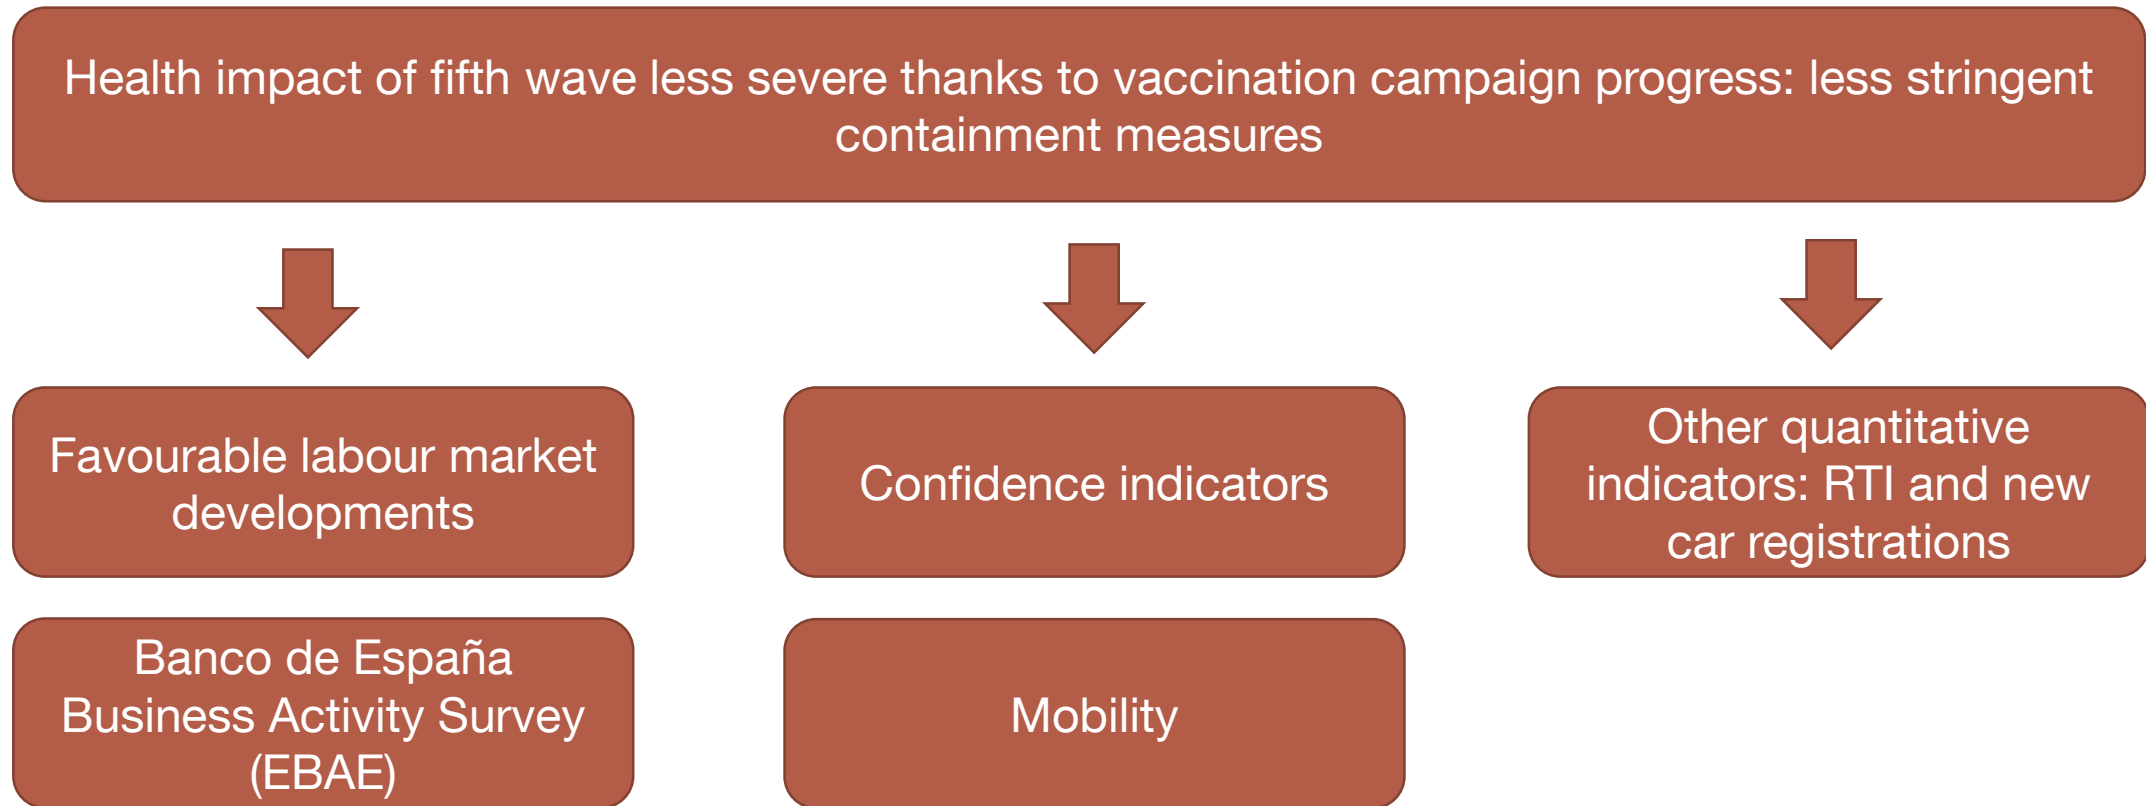 Health impact of fifth wave less severe thanks to vaccination campaign progress: less stringent
containment measures
Favourable labour market
developments
Confidence indicators
Other quantitative
indicators: RTI and new
car registrations
Banco de España
Business Activity Survey
(EBAE)
Mobility